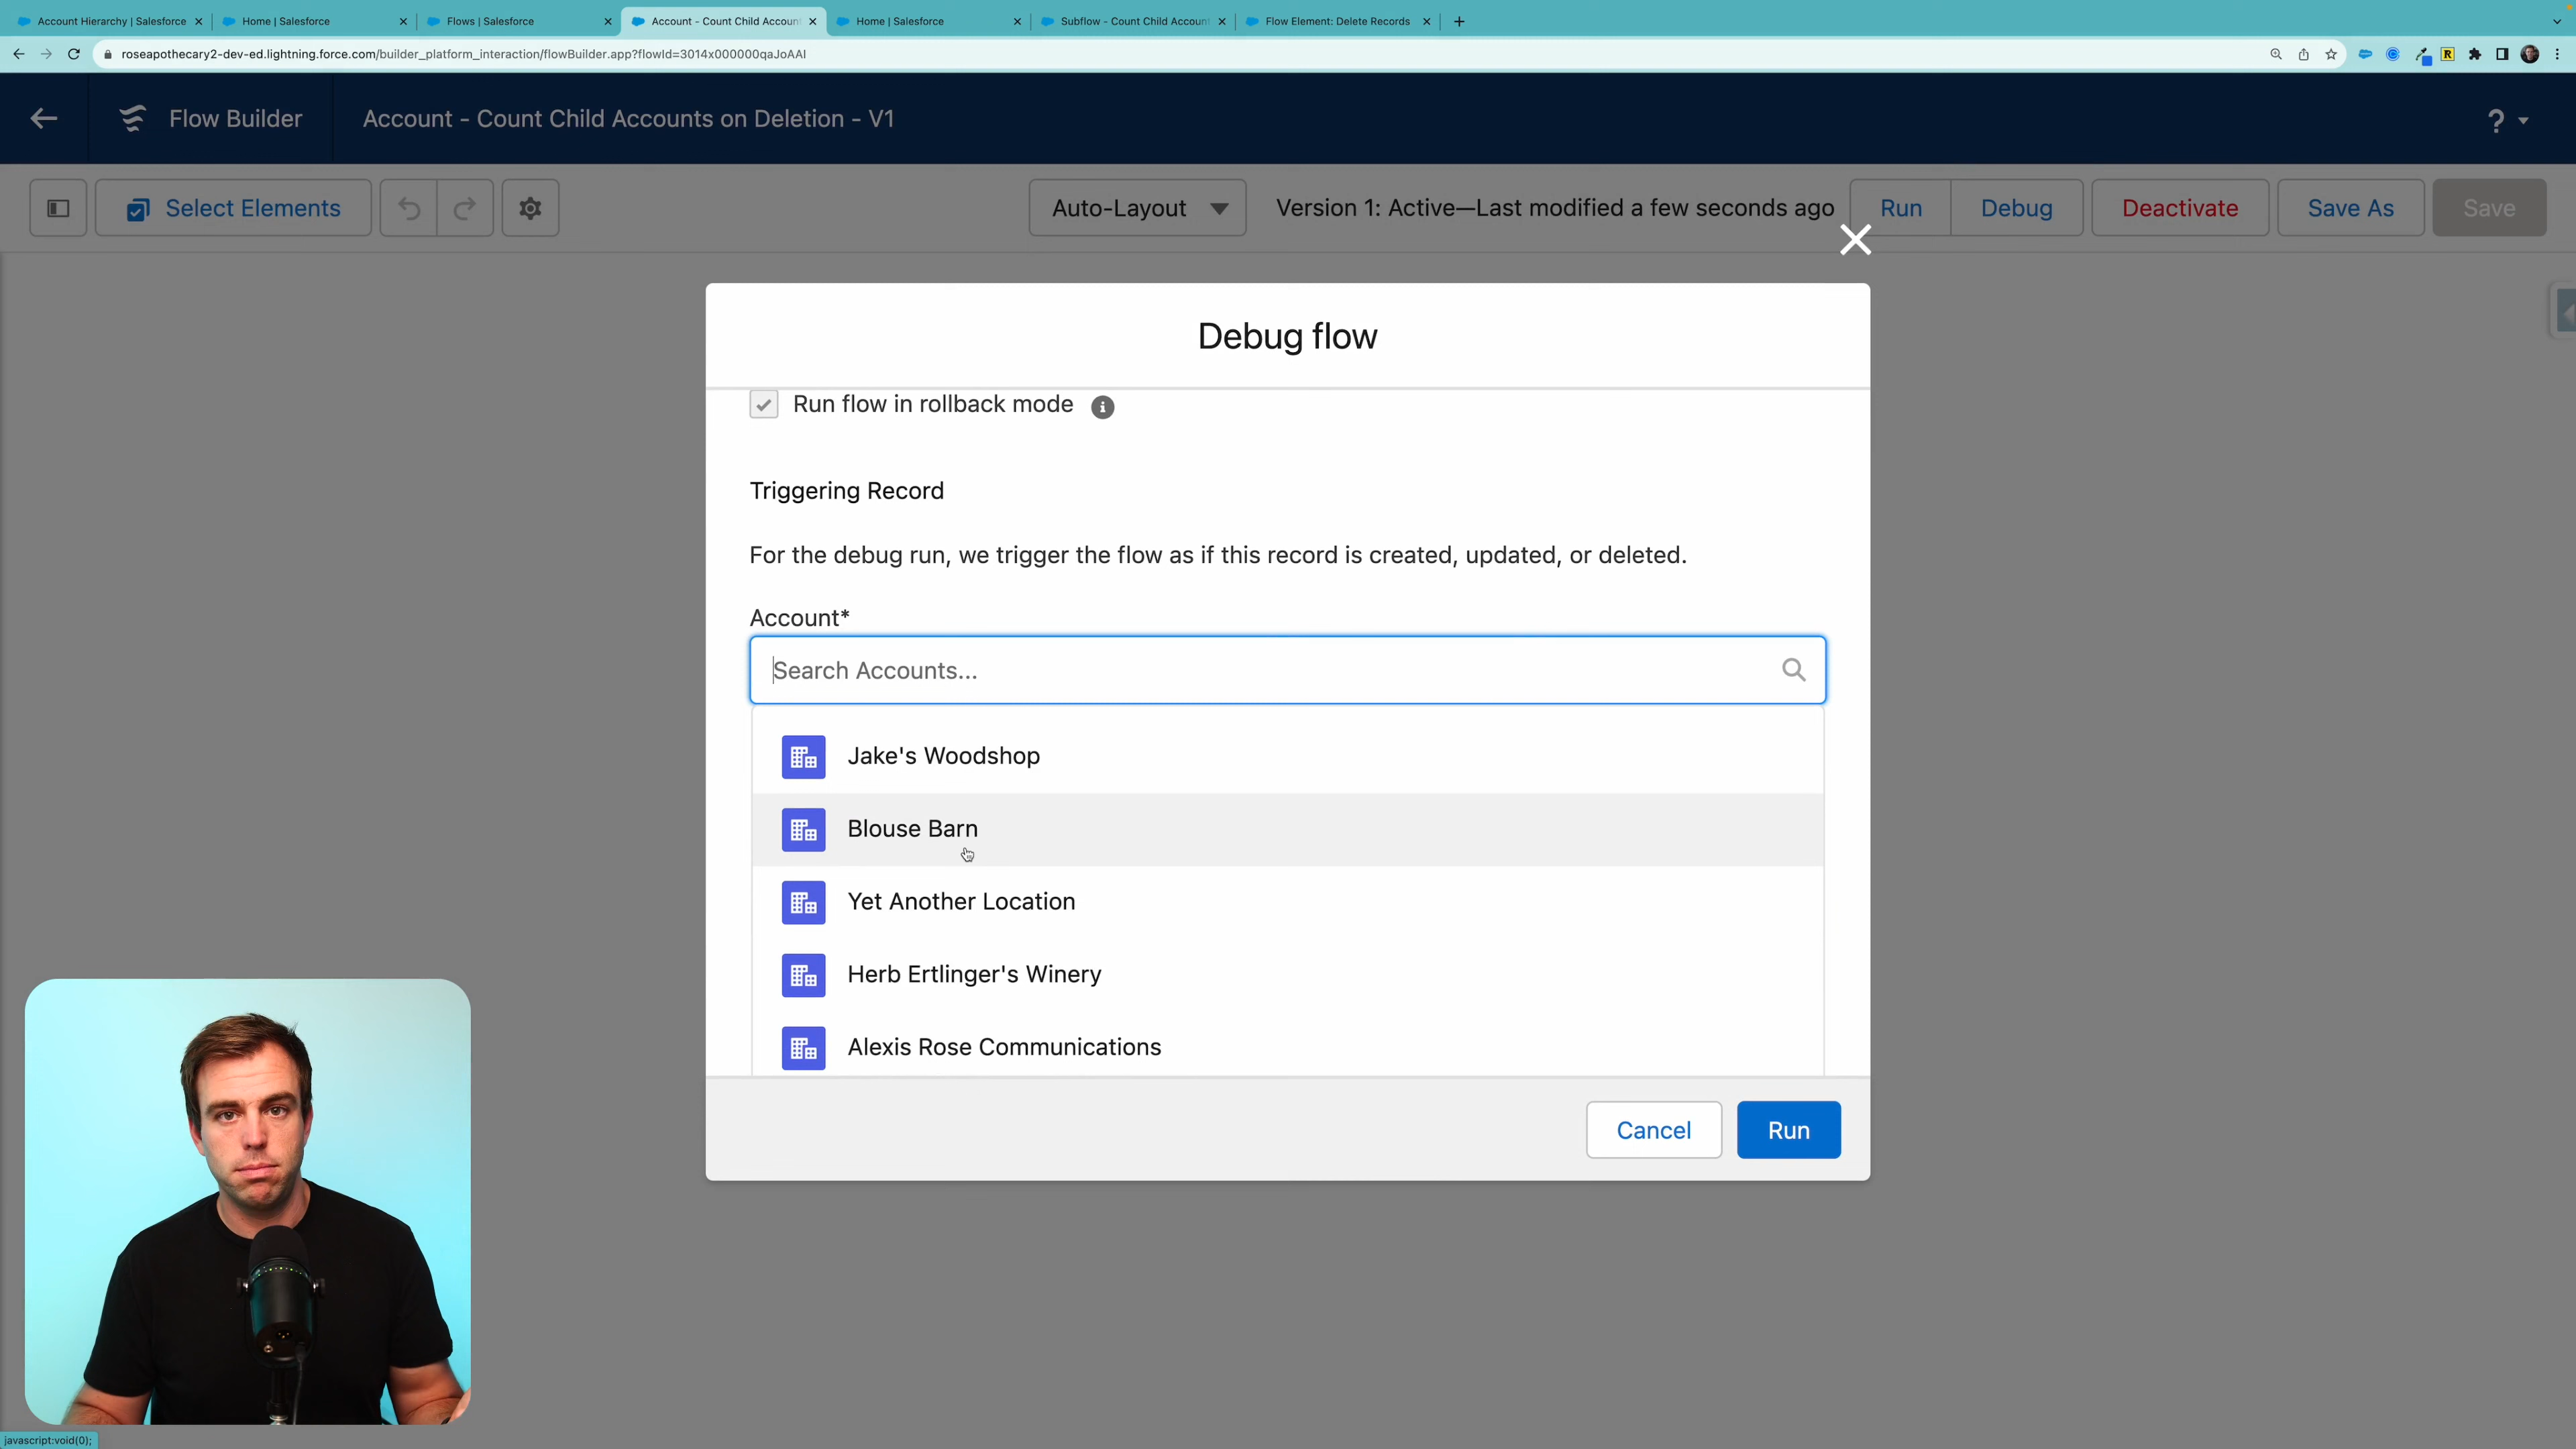 Account Hierarchy | Salesforce
Home | Salesforce
Flows | Salesforce
Account - Count Child Accoun
Home | Salesforce
Subflow - Count Child Account
Flow Element: Delete Records
roseapothecary2-dev-ed.lightning.force.com/builder_platform_interaction/flowBuilder.app?flowId=3014x000000qaJoAAI
R
Flow Builder
Account - Count Child Accounts on Deletion - V1
?
Select Elements
Auto-Layout
Version 1: Active—Last modified a few seconds ago
Run
Debug
Deactivate
Save As
Save
Debug flow
Run flow in rollback mode
Triggering Record
For the debug run, we trigger the flow as if this record is created, updated, or deleted.
Account*
Search Accounts...
Jake's Woodshop
Blouse Barn
Yet Another Location
Herb Ertlinger's Winery
Alexis Rose Communications
Cancel
Run
javascript:void(0);